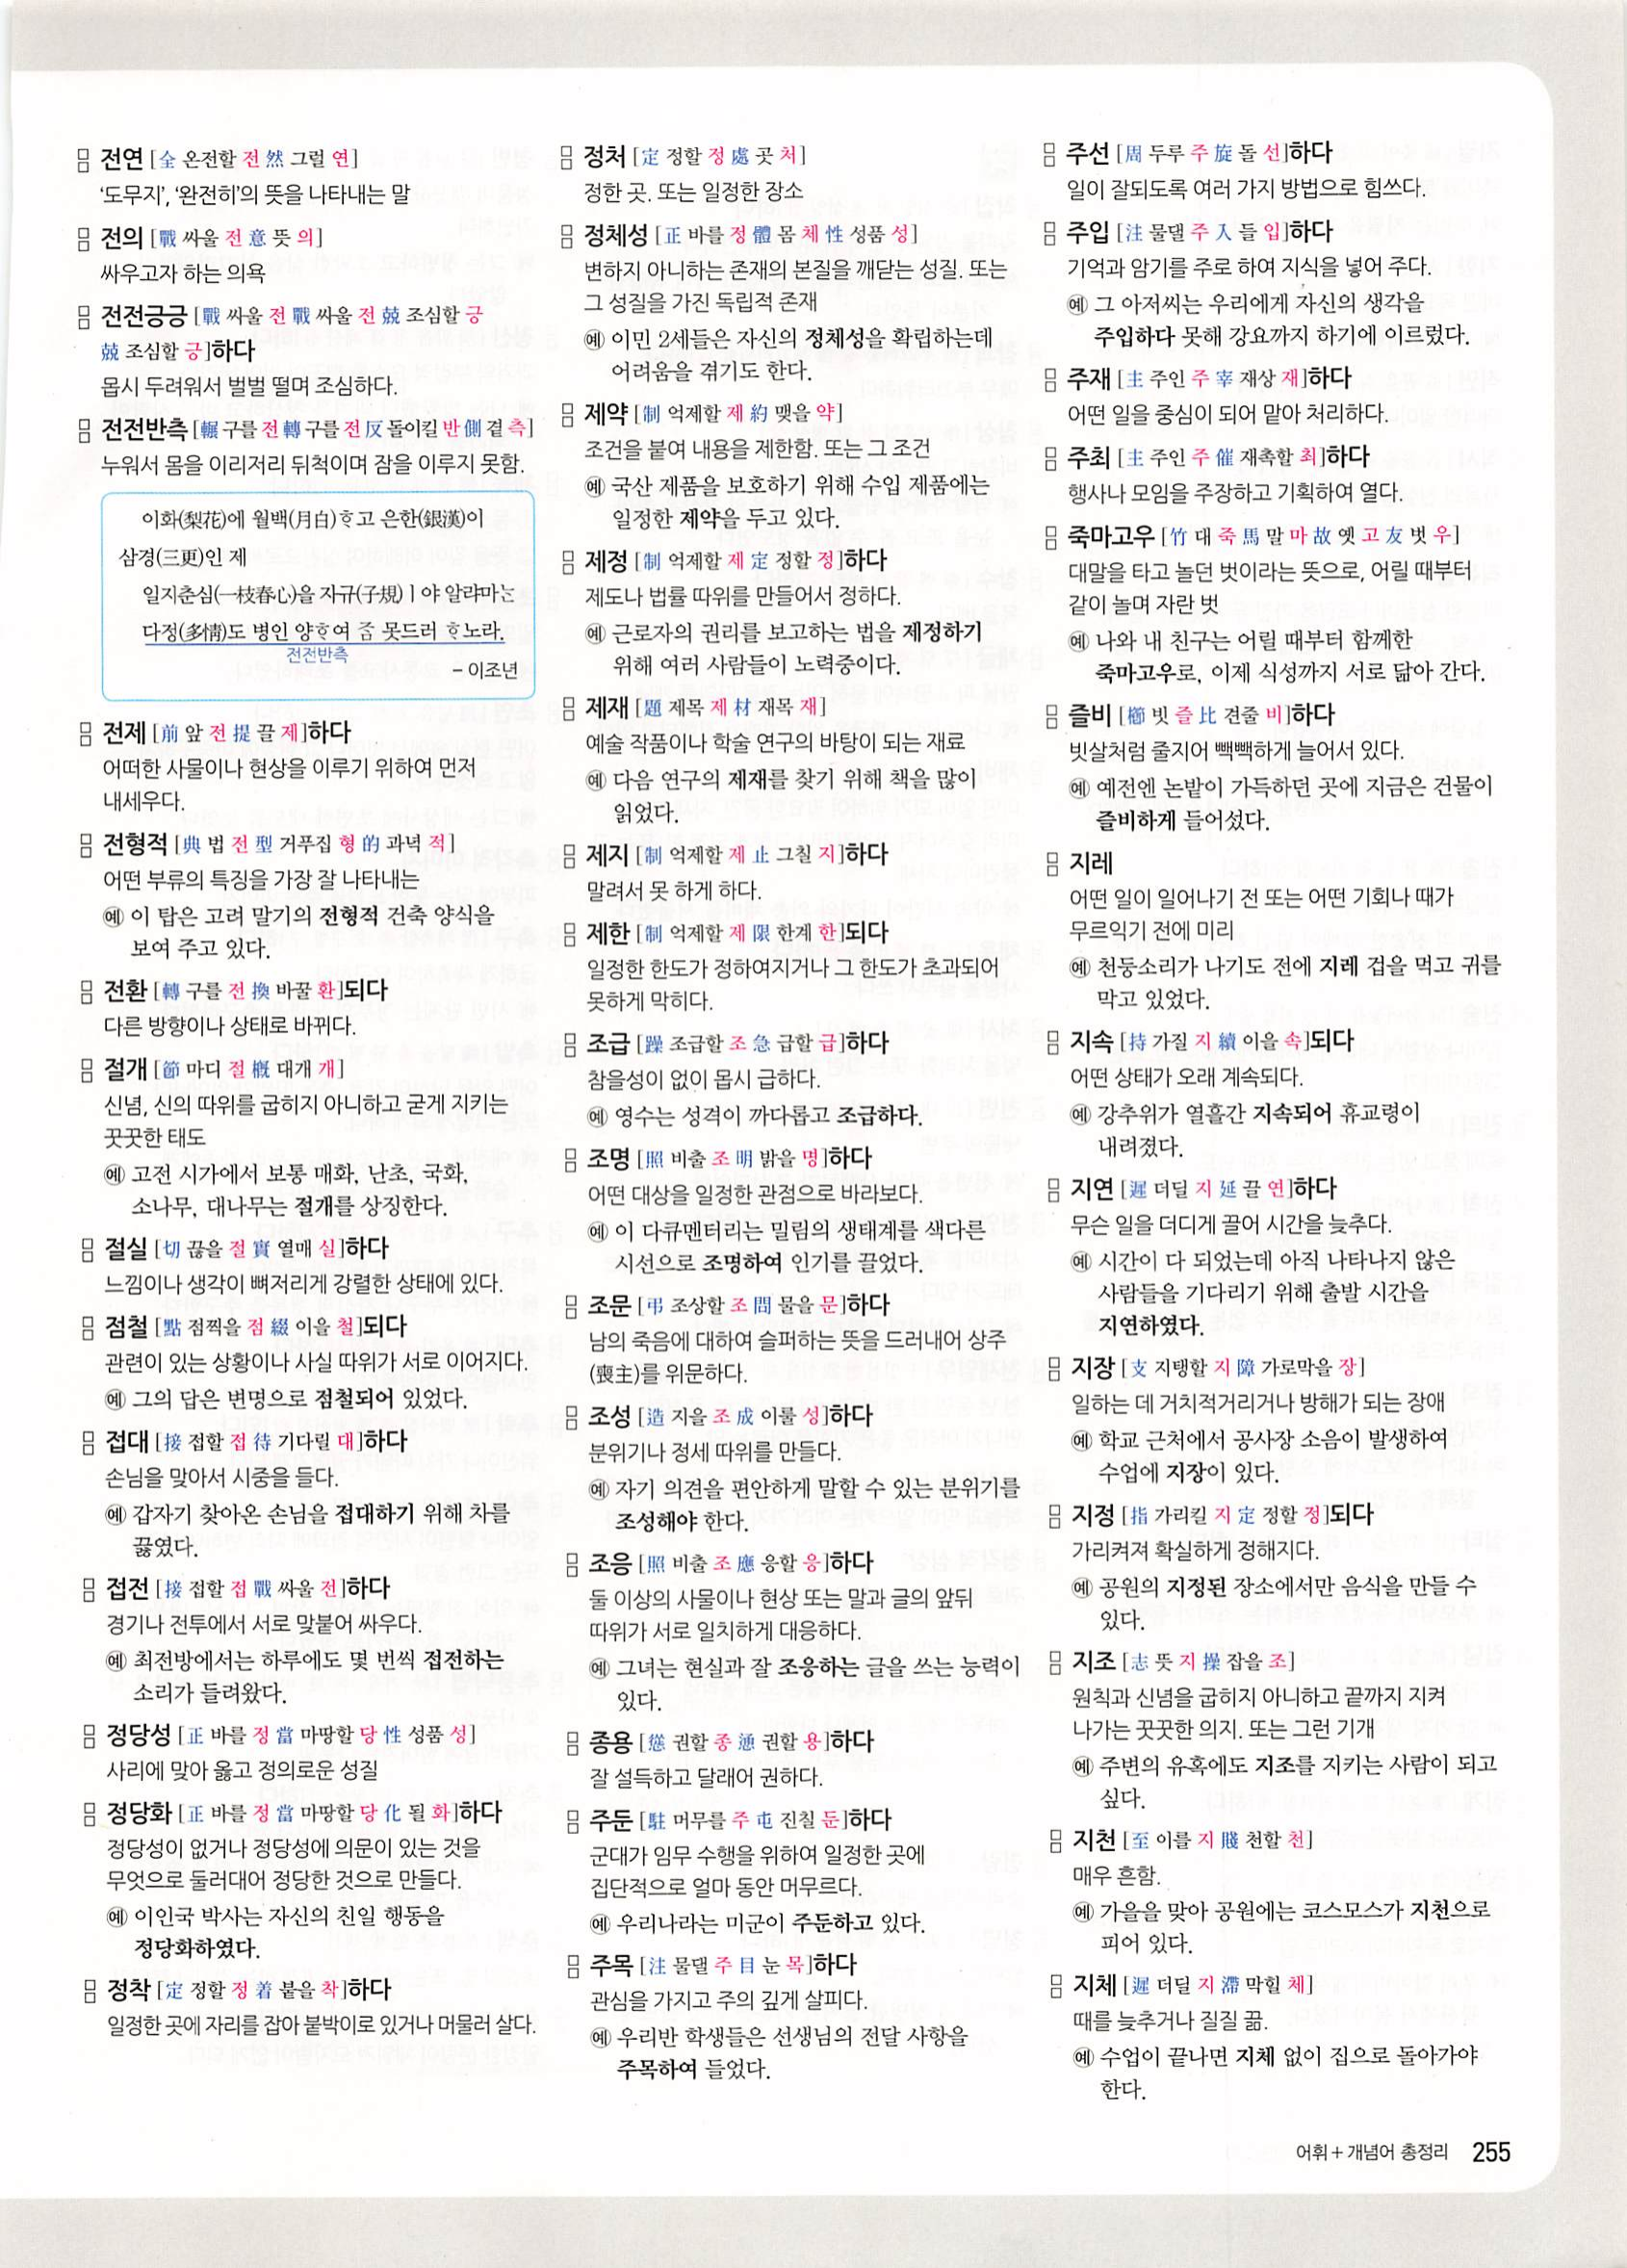 전연 [全 온전할 전 然 그럴 연]
‘도무지’, ‘완전히’의 뜻을 나타내는 말
전의 [戰 싸울 전 意 뜻 의]
싸우고자 하는 의욕
전전긍긍 [戰 싸울 전 戰 싸울 전 兢 조심할 긍
兢 조심할 긍]하다
몹시 두려워서 벌벌 떨며 조심하다.
전전반측 [輾 구를 전 轉 구를 전 反 돌이킬 반 側 곁 측]
누워서 몸을 이리저리 뒤척이며 잠을 이루지 못함.
이화(梨花)에 월백(月白)ᄒᆞ고 은한(銀漢)이
삼경(三更)인 제
일지춘심(一枝春心)을 자규(子規)ㅣ야 알랴마ᄂᆞᆫ
다정(多情)도 병인 양ᄒᆞ여 ᄌᆞᆷ 못드러 ᄒᆞ노라.
전전반측
- 이조년
전제 [前 앞 전 提 끌 제]하다
어떠한 사물이나 현상을 이루기 위하여 먼저
내세우다.
전형적 [典 법 전 型 거푸집 형 的 과녁 적]
어떤 부류의 특징을 가장 잘 나타내는
예 이 탑은 고려 말기의 전형적 건축 양식을
보여 주고 있다.
전환 [轉 구를 전 換 바꿀 환]되다
다른 방향이나 상태로 바뀌다.
절개 [節 마디 절 槪 대개 개]
신념, 신의 따위를 굽히지 아니하고 굳게 지키는
꿋꿋한 태도
예 고전 시가에서 보통 매화, 난초, 국화,
소나무, 대나무는 절개를 상징한다.
절실 [切 끊을 절 實 열매 실]하다
느낌이나 생각이 뼈저리게 강렬한 상태에 있다.
점철 [點 점찍을 점 綴 이을 철]되다
관련이 있는 상황이나 사실 따위가 서로 이어지다.
예 그의 답은 변명으로 점철되어 있었다.
접대 [接 접할 접 待 기다릴 대]하다
손님을 맞아서 시중을 들다.
예 갑자기 찾아온 손님을 접대하기 위해 차를
끓였다.
접전 [接 접할 접 戰 싸울 전]하다
경기나 전투에서 서로 맞붙어 싸우다.
예 최전방에서는 하루에도 몇 번씩 접전하는
소리가 들려왔다.
정당성 [正 바를 정 當 마땅할 당 性 성품 성]
사리에 맞아 옳고 정의로운 성질
정당화 [正 바를 정 當 마땅할 당 化 될 화]하다
정당성이 없거나 정당성에 의문이 있는 것을
무엇으로 둘러대어 정당한 것으로 만들다.
예 이인국 박사는 자신의 친일 행동을
정당화하였다.
정착 [定 정할 정 着 붙을 착]하다
일정한 곳에 자리를 잡아 붙박이로 있거나 머물러 살다.
정처 [定 정할 정 處 곳 처]
정한 곳. 또는 일정한 장소
정체성 [正 바를 정 體 몸 체 性 성품 성]
변하지 아니하는 존재의 본질을 깨닫는 성질. 또는
그 성질을 가진 독립적 존재
예 이민 2세들은 자신의 정체성을 확립하는데
어려움을 겪기도 한다.
제약 [制 억제할 제 約 맺을 약]
조건을 붙여 내용을 제한함. 또는 그 조건
예 국산 제품을 보호하기 위해 수입 제품에는
일정한 제약을 두고 있다.
제정 [制 억제할 제 定 정할 정]하다
제도나 법률 따위를 만들어서 정하다.
예 근로자의 권리를 보고하는 법을 제정하기
위해 여러 사람들이 노력중이다.
제재 [題 제목 제 材 재목 재]
예술 작품이나 학술 연구의 바탕이 되는 재료
예 다음 연구의 제재를 찾기 위해 책을 많이
읽었다.
제지 [制 억제할 제 止 그칠 지]하다
말려서 못 하게 하다.
제한 [制 억제할 제 限 한계 한]되다
일정한 한도가 정하여지거나 그 한도가 초과되어
못하게 막히다.
조급 [躁 조급할 조 急 급할 급]하다
참을성이 없이 몹시 급하다.
예 영수는 성격이 까다롭고 조급하다.
조명 [照 비출 조 明 밝을 명]하다
어떤 대상을 일정한 관점으로 바라보다.
예 이 다큐멘터리는 밀림의 생태계를 색다른
시선으로 조명하여 인기를 끌었다.
조문 [弔 조상할 조 問 물을 문]하다
남의 죽음에 대하여 슬퍼하는 뜻을 드러내어 상주
(喪主)를 위문하다.
조성 [造 지을 조 成 이룰 성]하다
분위기나 정세 따위를 만들다.
예 자기 의견을 편안하게 말할 수 있는 분위기를
조성해야 한다.
조응 [照 비출 조 應 응할 응]하다
둘 이상의 사물이나 현상 또는 말과 글의 앞뒤
따위가 서로 일치하게 대응하다.
예 그녀는 현실과 잘 조응하는 글을 쓰는 능력이
있다.
종용 [慫 권할 종 慂 권할 용]하다
잘 설득하고 달래어 권하다.
주둔 [駐 머무를 주 屯 진칠 둔]하다
군대가 임무 수행을 위하여 일정한 곳에
집단적으로 얼마 동안 머무르다.
예 우리나라는 미군이 주둔하고 있다.
주목 [注 물댈 주 目 눈 목]하다
관심을 가지고 주의 깊게 살피다.
예 우리반 학생들은 선생님의 전달 사항을
주목하여 들었다.
주선 [周 두루 주 旋 돌 선]하다
일이 잘되도록 여러 가지 방법으로 힘쓰다.
주입 [注 물댈 주 入 들 입]하다
기억과 암기를 주로 하여 지식을 넣어 주다.
예 그 아저씨는 우리에게 자신의 생각을
주입하다 못해 강요까지 하기에 이르렀다.
주재 [主 주인 주 宰 재상 재]하다
어떤 일을 중심이 되어 맡아 처리하다.
주최 [主 주인 주 催 재촉할 최]하다
행사나 모임을 주장하고 기획하여 열다.
죽마고우 [竹 대 죽 馬 말 마 故 옛 고 友 벗 우]
대말을 타고 놀던 벗이라는 뜻으로, 어릴 때부터
같이 놀며 자란 벗
예 나와 내 친구는 어릴 때부터 함께한
죽마고우로, 이제 식성까지 서로 닮아 간다.
즐비 [櫛 빗 즐 比 견줄 비]하다
빗살처럼 줄지어 빽빽하게 늘어서 있다.
예 예전엔 논밭이 가득하던 곳에 지금은 건물이
즐비하게 들어섰다.
지레
어떤 일이 일어나기 전 또는 어떤 기회나 때가
무르익기 전에 미리
예 천둥소리가 나기도 전에 지레 겁을 먹고 귀를
막고 있었다.
지속 [持 가질 지 續 이을 속]되다
어떤 상태가 오래 계속되다.
예 강추위가 열흘간 지속되어 휴교령이
내려졌다.
지연 [遲 더딜 지 延 끌 연]하다
무슨 일을 더디게 끌어 시간을 늦추다.
예 시간이 다 되었는데 아직 나타나지 않은
사람들을 기다리기 위해 출발 시간을
지연하였다.
지장 [支 지탱할 지 障 가로막을 장]
일하는 데 거치적거리거나 방해가 되는 장애
예 학교 근처에서 공사장 소음이 발생하여
수업에 지장이 있다.
지정 [指 가리킬 지 定 정할 정]되다
가리켜져 확실하게 정해지다.
예 공원의 지정된 장소에서만 음식을 만들 수
있다.
지조 [志 뜻 지 操 잡을 조]
원칙과 신념을 굽히지 아니하고 끝까지 지켜
나가는 꿋꿋한 의지. 또는 그런 기개
예 주변의 유혹에도 지조를 지키는 사람이 되고
싶다.
지천 [至 이를 지 賤 천할 천]
매우 흔함.
예 가을을 맞아 공원에는 코스모스가 지천으로
피어 있다.
지체 [遲 더딜 지 滯 막힐 체]
때를 늦추거나 질질 끎.
예 수업이 끝나면 지체 없이 집으로 돌아가야
한다.
어휘+개념어 총정리 255